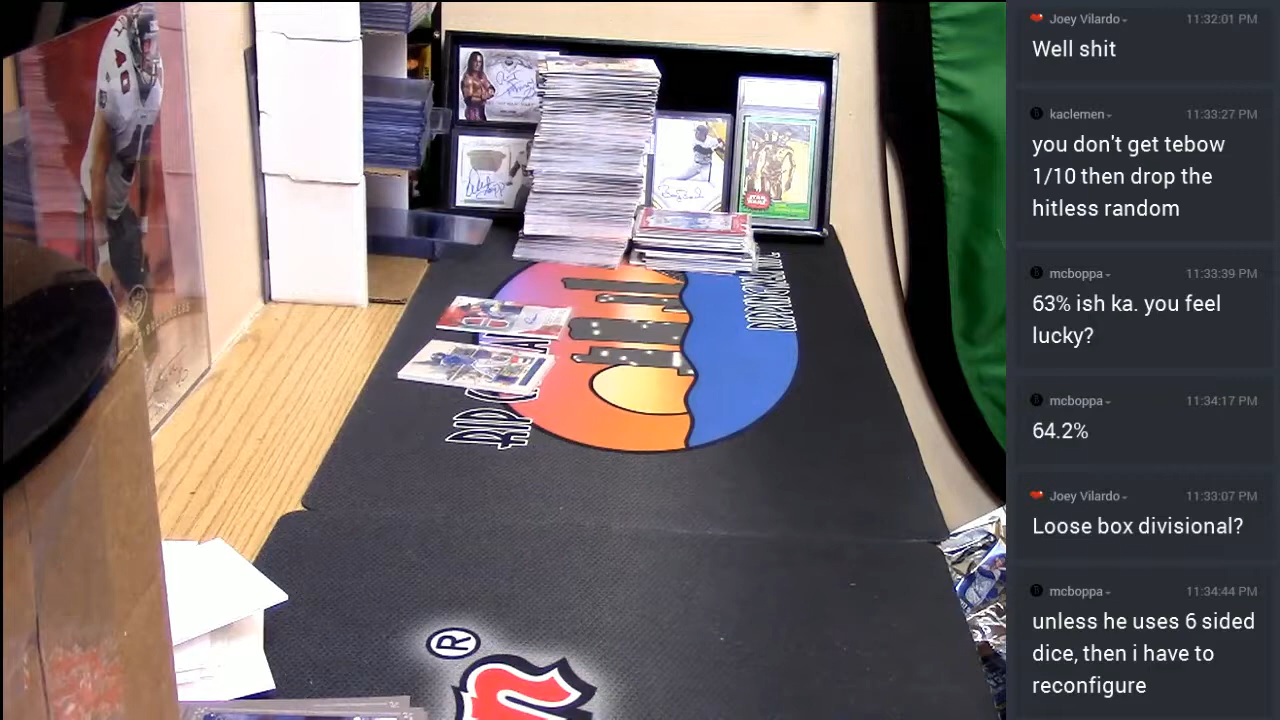 Joey Vilardo 11:32:01 PM
Well shit
kaclemen 11:33:27 PM
you don't get tebow
1/10 then drop the
hitless random
mcboppa 11:33:39 PM
63% ish ka. you feel
lucky?
mcboppa 11:34:17 PM
64.2%
Joey Vilardo 11:33:07 PM
Loose box divisional?
mcboppa 11:34:44 PM
unless he uses 6 sided
dice, then i have to
reconfigure
STAR
WARS
RIP
®